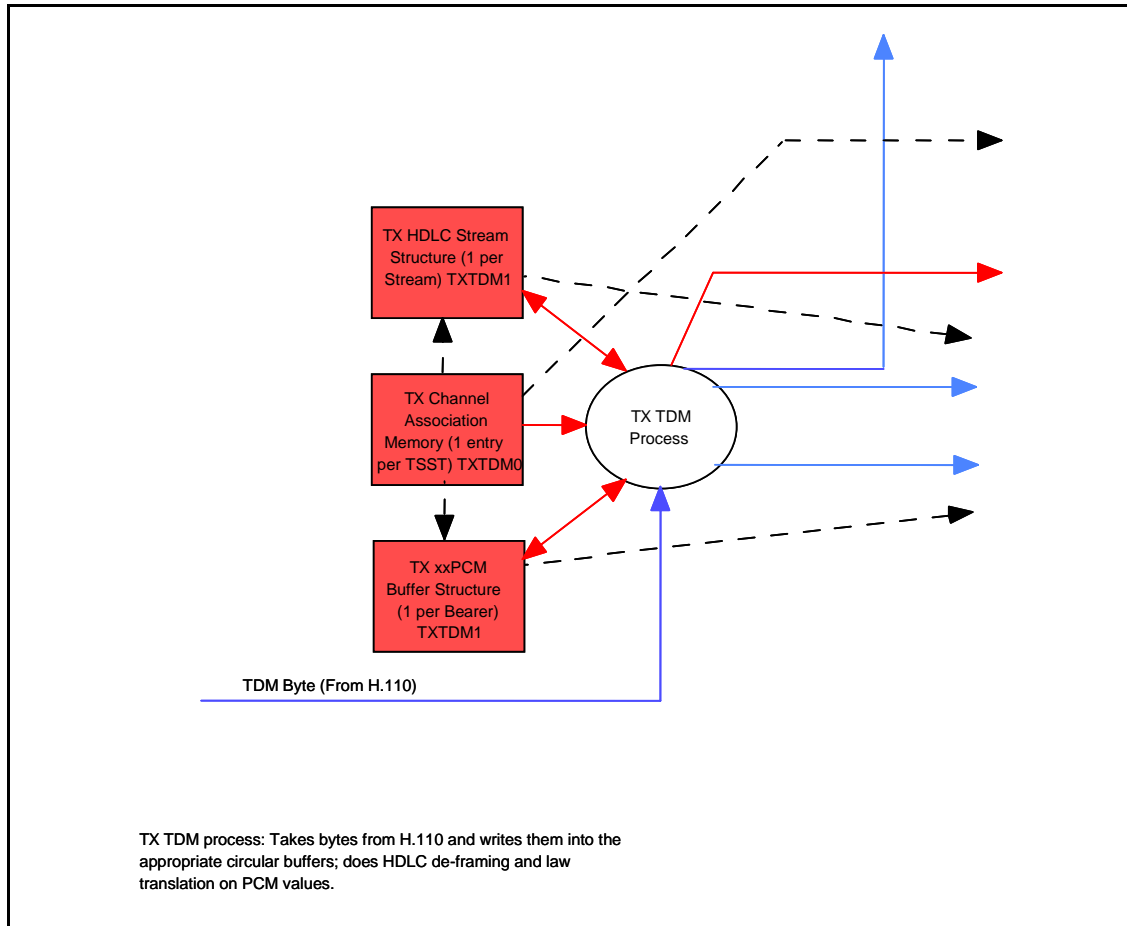 TX HDLC Stream
Structure (1 per
Stream) TXTDM1
TX Channel
Association
Memory (1 entry
per TSST) TXTDM0
TX TDM
Process
TX xxPCM
Buffer Structure
(1 per Bearer)
TXTDM1
TDM Byte (From H.110)
TX TDM process: Takes bytes from H.110 and writes them into the
appropriate circular buffers; does HDLC de-framing and law
translation on PCM values.